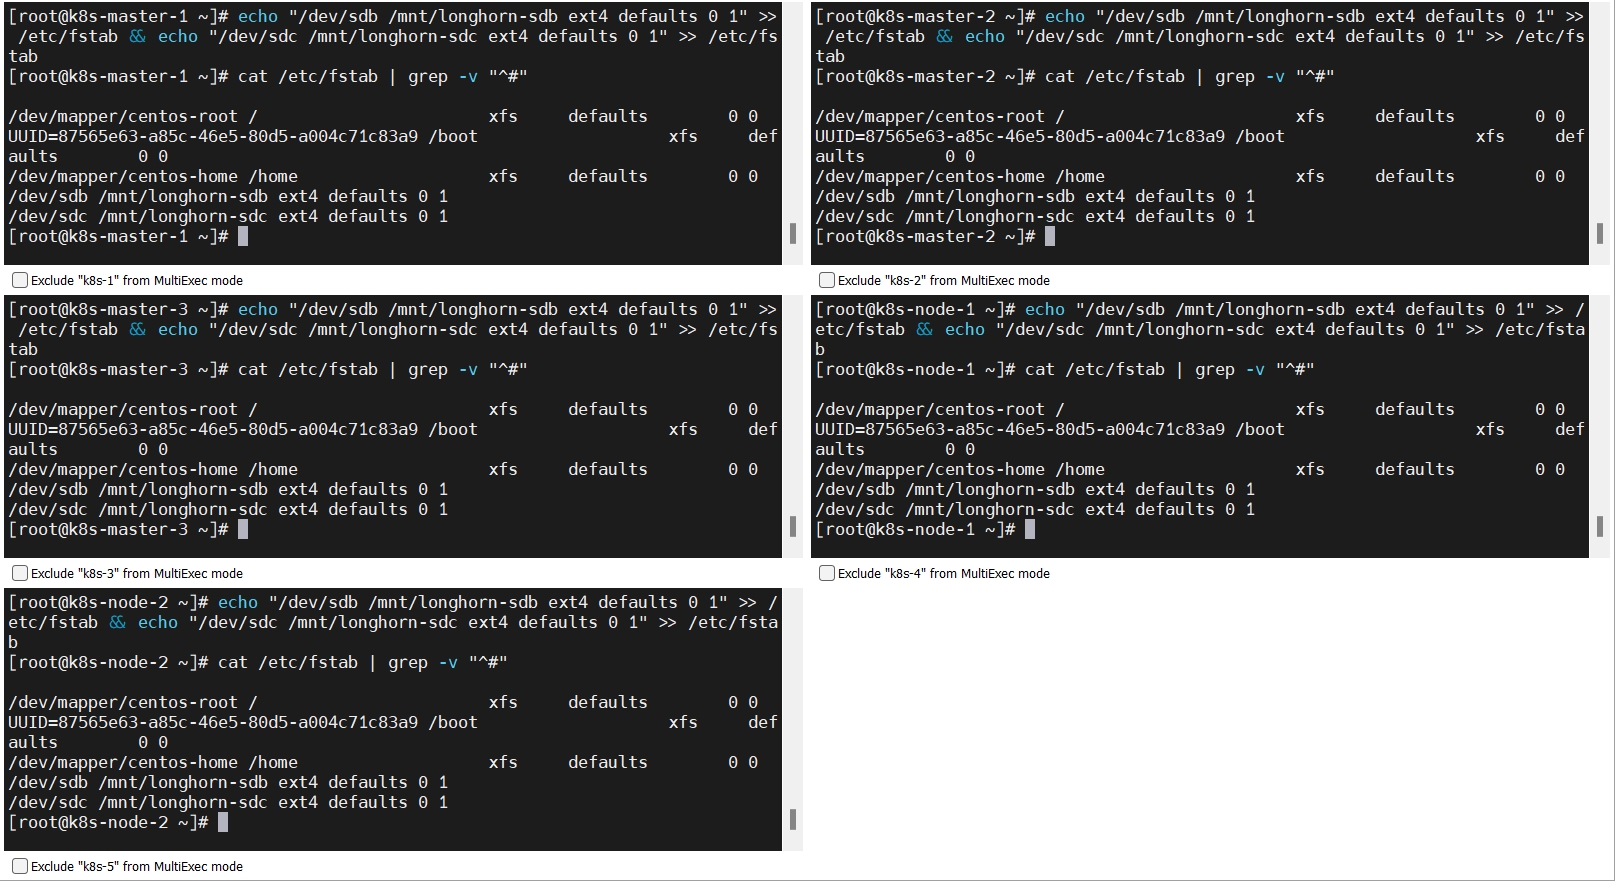 [root@k8s-master-1 ~]# echo "/dev/sdb /mnt/longhorn-sdb ext4 defaults 0 1" >>
 /etc/fstab && echo "/dev/sdc /mnt/longhorn-sdc ext4 defaults 0 1" >> /etc/fs
tab
[root@k8s-master-1 ~]# cat /etc/fstab | grep -v "^#"
/dev/mapper/centos-root /                       xfs     defaults        0 0
UUID=87565e63-a85c-46e5-80d5-a004c71c83a9 /boot                   xfs     def
aults        0 0
/dev/mapper/centos-home /home                   xfs     defaults        0 0
/dev/sdb /mnt/longhorn-sdb ext4 defaults 0 1
/dev/sdc /mnt/longhorn-sdc ext4 defaults 0 1
[root@k8s-master-1 ~]#
Exclude "k8s-1" from MultiExec mode
[root@k8s-master-2 ~]# echo "/dev/sdb /mnt/longhorn-sdb ext4 defaults 0 1" >>
 /etc/fstab && echo "/dev/sdc /mnt/longhorn-sdc ext4 defaults 0 1" >> /etc/fs
tab
[root@k8s-master-2 ~]# cat /etc/fstab | grep -v "^#"
/dev/mapper/centos-root /                       xfs     defaults        0 0
UUID=87565e63-a85c-46e5-80d5-a004c71c83a9 /boot                   xfs     def
aults        0 0
/dev/mapper/centos-home /home                   xfs     defaults        0 0
/dev/sdb /mnt/longhorn-sdb ext4 defaults 0 1
/dev/sdc /mnt/longhorn-sdc ext4 defaults 0 1
[root@k8s-master-2 ~]#
Exclude "k8s-2" from MultiExec mode
[root@k8s-master-3 ~]# echo "/dev/sdb /mnt/longhorn-sdb ext4 defaults 0 1" >>
 /etc/fstab && echo "/dev/sdc /mnt/longhorn-sdc ext4 defaults 0 1" >> /etc/fs
tab
[root@k8s-master-3 ~]# cat /etc/fstab | grep -v "^#"
/dev/mapper/centos-root /                       xfs     defaults        0 0
UUID=87565e63-a85c-46e5-80d5-a004c71c83a9 /boot                   xfs     def
aults        0 0
/dev/mapper/centos-home /home                   xfs     defaults        0 0
/dev/sdb /mnt/longhorn-sdb ext4 defaults 0 1
/dev/sdc /mnt/longhorn-sdc ext4 defaults 0 1
[root@k8s-master-3 ~]#
Exclude "k8s-3" from MultiExec mode
[root@k8s-node-1 ~]# echo "/dev/sdb /mnt/longhorn-sdb ext4 defaults 0 1" >> /
etc/fstab && echo "/dev/sdc /mnt/longhorn-sdc ext4 defaults 0 1" >> /etc/fsta
b
[root@k8s-node-1 ~]# cat /etc/fstab | grep -v "^#"
/dev/mapper/centos-root /                       xfs     defaults        0 0
UUID=87565e63-a85c-46e5-80d5-a004c71c83a9 /boot                   xfs     def
aults        0 0
/dev/mapper/centos-home /home                   xfs     defaults        0 0
/dev/sdb /mnt/longhorn-sdb ext4 defaults 0 1
/dev/sdc /mnt/longhorn-sdc ext4 defaults 0 1
[root@k8s-node-1 ~]#
Exclude "k8s-4" from MultiExec mode
[root@k8s-node-2 ~]# echo "/dev/sdb /mnt/longhorn-sdb ext4 defaults 0 1" >> /
etc/fstab && echo "/dev/sdc /mnt/longhorn-sdc ext4 defaults 0 1" >> /etc/fsta
b
[root@k8s-node-2 ~]# cat /etc/fstab | grep -v "^#"
/dev/mapper/centos-root /                       xfs     defaults        0 0
UUID=87565e63-a85c-46e5-80d5-a004c71c83a9 /boot                   xfs     def
aults        0 0
/dev/mapper/centos-home /home                   xfs     defaults        0 0
/dev/sdb /mnt/longhorn-sdb ext4 defaults 0 1
/dev/sdc /mnt/longhorn-sdc ext4 defaults 0 1
[root@k8s-node-2 ~]#
Exclude "k8s-5" from MultiExec mode